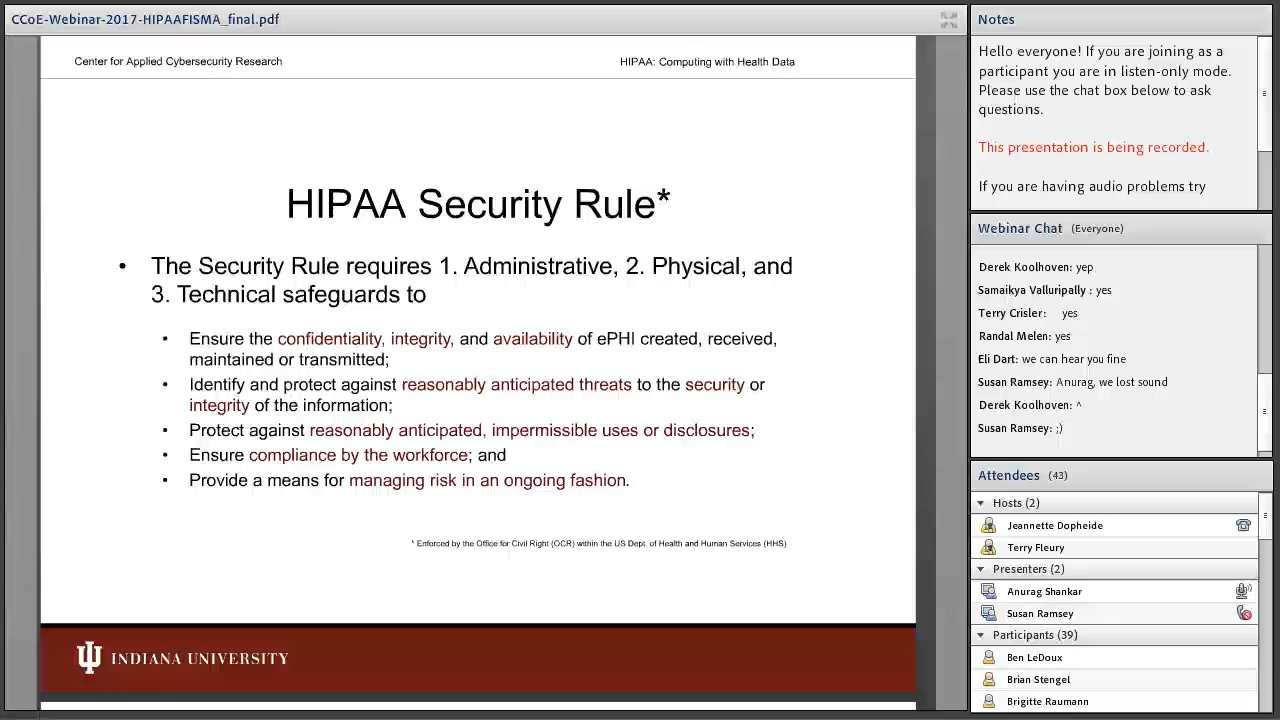 CCoE-Webinar-2017-HIPAAFISMA_final.pdf
Center for Applied Cybersecurity Research
HIPAA: Computing with Health Data
HIPAA Security Rule*
• The Security Rule requires 1. Administrative, 2. Physical, and
3. Technical safeguards to
• Ensure the confidentiality, integrity, and availability of ePHI created, received,
maintained or transmitted;
• Identify and protect against reasonably anticipated threats to the security or
integrity of the information;
• Protect against reasonably anticipated, impermissible uses or disclosures;
• Ensure compliance by the workforce; and
• Provide a means for managing risk in an ongoing fashion.
* Enforced by the Office for Civil Right (OCR) within the US Dept. of Health and Human Services (HHS)
INDIANA UNIVERSITY
Notes
Hello everyone! If you are joining as a
participant you are in listen-only mode.
Please use the chat box below to ask
questions.
This presentation is being recorded.
If you are having audio problems try
Webinar Chat (Everyone)
Derek Koolhoven: yep
Samaikya Valluripally : yes
Terry Crisler: yes
Randal Melen: yes
Eli Dart: we can hear you fine
Susan Ramsey: Anurag, we lost sound
Derek Koolhoven: ^
Susan Ramsey: ;)
Attendees (43)
Hosts (2)
Jeannette Dopheide
Terry Fleury
Presenters (2)
Anurag Shankar
Susan Ramsey
Participants (39)
Ben LeDoux
Brian Stengel
Brigitte Raumann